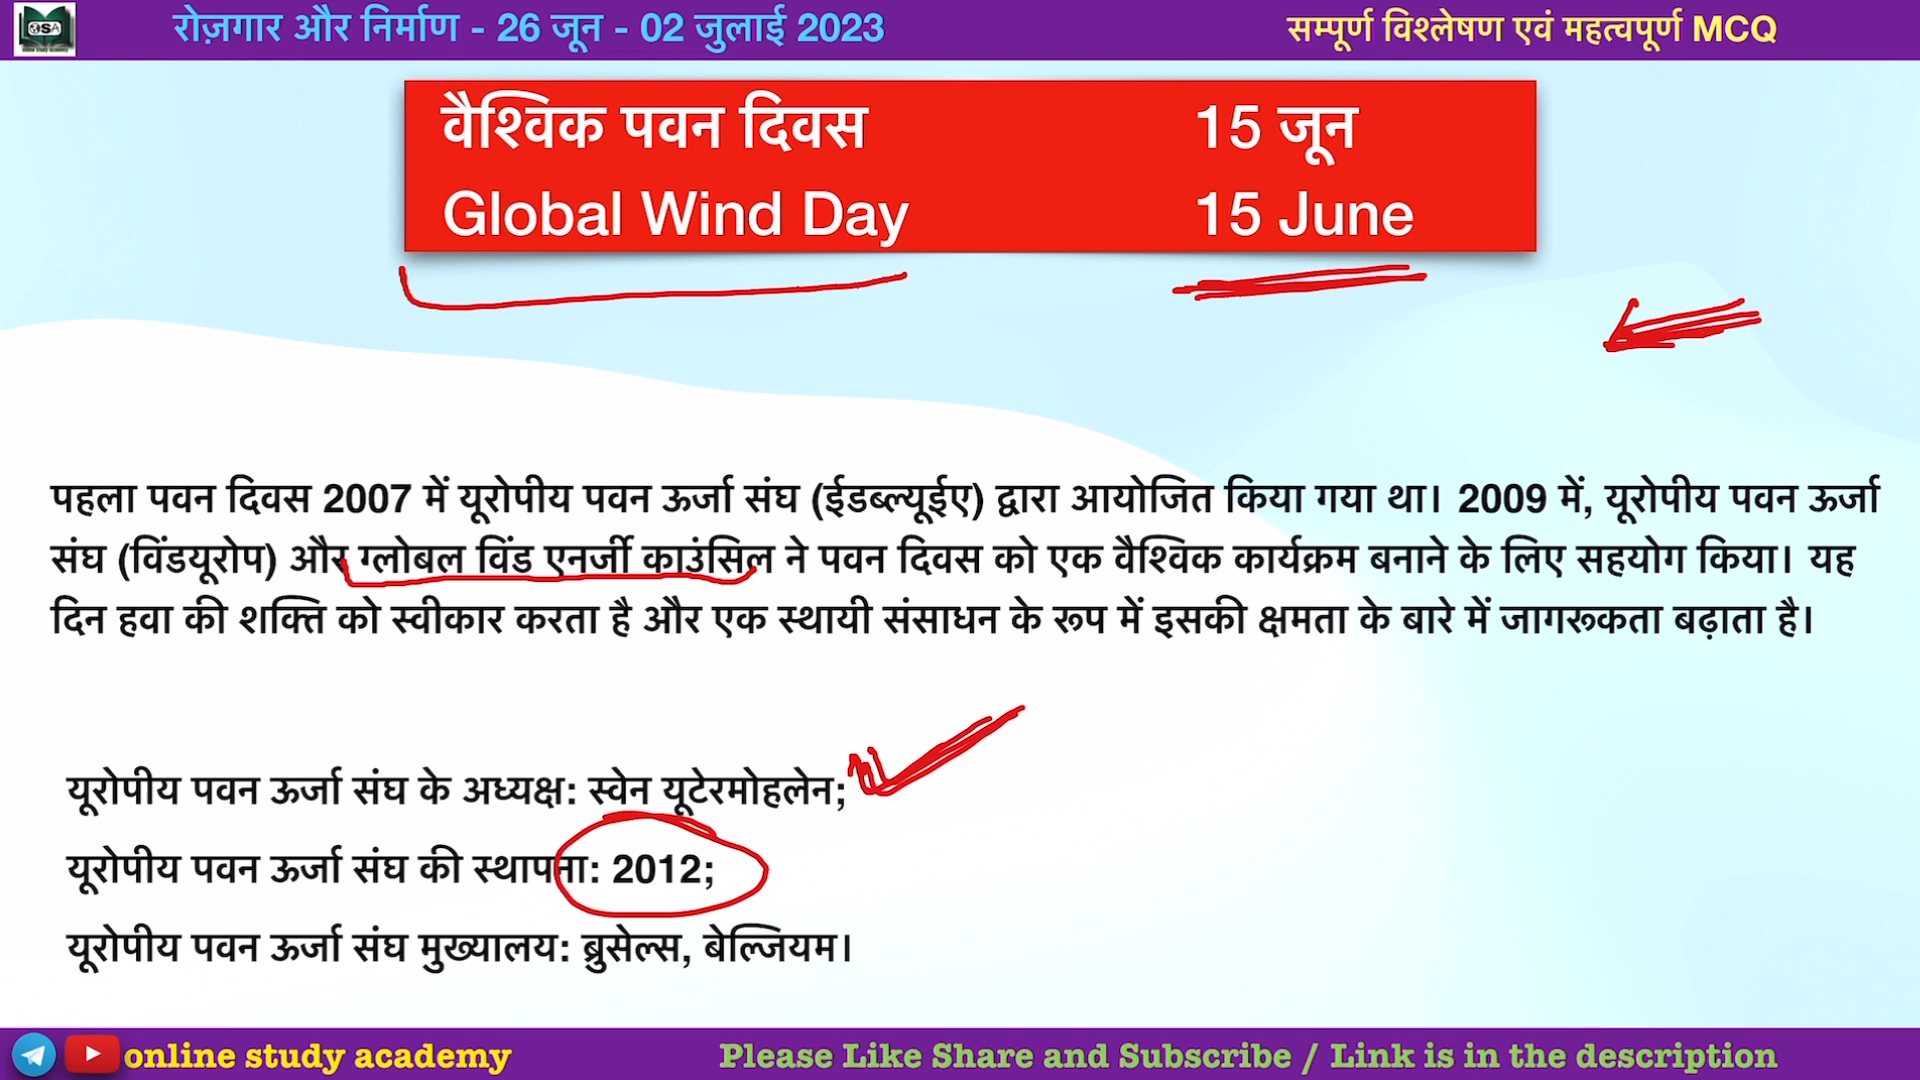 OSA
रोज़गार और निर्माण - 26 जून - 02 जुलाई 2023
सम्पूर्ण विश्लेषण एवं महत्वपूर्ण MCQ
वैश्विक पवन दिवस 15 जून
Global Wind Day 15 June
पहला पवन दिवस 2007 में यूरोपीय पवन ऊर्जा संघ (ईडब्ल्यूईए) द्वारा आयोजित किया गया था। 2009 में, यूरोपीय पवन ऊर्जा
संघ (विंडयूरोप) और ग्लोबल विंड एनर्जी काउंसिल ने पवन दिवस को एक वैश्विक कार्यक्रम बनाने के लिए सहयोग किया। यह
दिन हवा की शक्ति को स्वीकार करता है और एक स्थायी संसाधन के रूप में इसकी क्षमता के बारे में जागरूकता बढ़ाता है।
यूरोपीय पवन ऊर्जा संघ के अध्यक्ष: स्वेन यूटेरमोहलेन;
यूरोपीय पवन ऊर्जा संघ की स्थापना: 2012;
यूरोपीय पवन ऊर्जा संघ मुख्यालय: ब्रुसेल्स, बेल्जियम।
online study academy
Please Like Share and Subscribe / Link is in the description